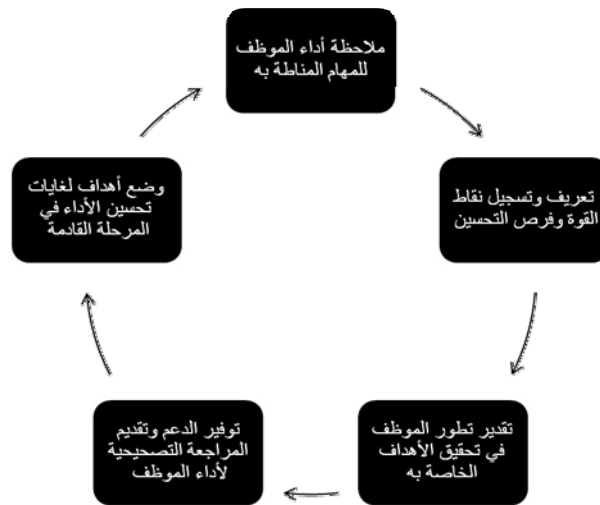 ملاحظة أداء الموظف
للمهام المناطة به
تعريف وتسجيل نقاط
القوة وفرص التحسين
تقدير تطور الموظف
في تحقيق الأهداف
الخاصة به
توفير الدعم وتقديم
المراجعة التصحيحية
لأداء الموظف
وضع أهداف لغايات
تحسين الأداء في
المرحلة القادمة